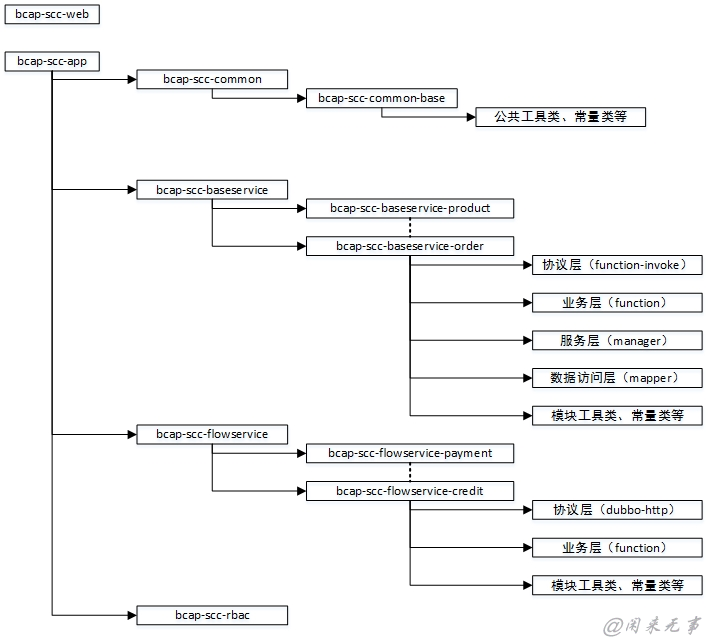 bcap-scc-web
bcap-scc-app
bcap-scc-common
bcap-scc-common-base
公共工具类、常量类等
bcap-scc-baseservice
bcap-scc-baseservice-product
bcap-scc-baseservice-order
协议层（function-invoke）
业务层（function）
服务层（manager）
数据访问层（mapper）
模块工具类、常量类等
bcap-scc-flowservice
bcap-scc-flowservice-payment
bcap-scc-flowservice-credit
协议层（dubbo-http）
业务层（function）
模块工具类、常量类等
bcap-scc-rbac
@闲来无事